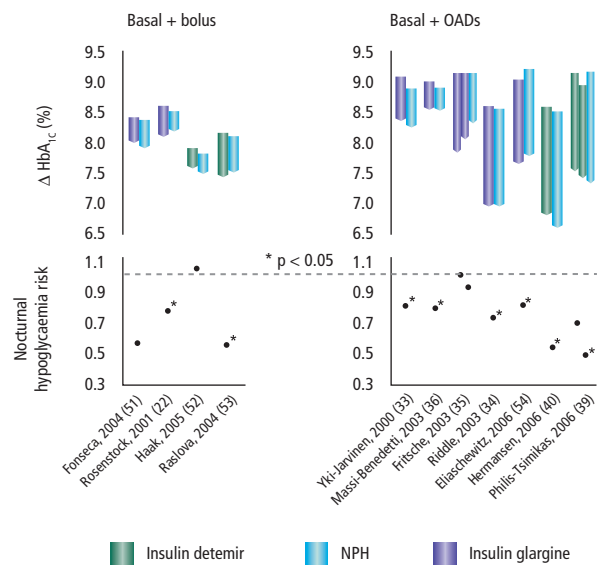 Basal + bolus
Basal + OADs
Δ HbA1C (%)
9.5
9.0
8.5
8.0
7.5
7.0
6.5
9.5
9.0
8.5
8.0
7.5
7.0
6.5
Nocturnal
hypoglycaemia risk
1.1
0.9
0.7
0.5
0.3
* p < 0.05
1.1
0.9
0.7
0.5
0.3
*
*
*
*
*
*
*
*
*
Fonseca, 2004 (51)
Rosenstock, 2001 (22)
Haak, 2005 (52)
Raslova, 2004 (53)
Yki-Jarvinen, 2000 (33)
Massi-Benedetti, 2003 (36)
Fritsche, 2003 (35)
Riddle, 2003 (34)
Eliaschewitz, 2006 (54)
Hermansen, 2006 (40)
Philis-Tsimikas, 2006 (39)
Insulin detemir
NPH
Insulin glargine